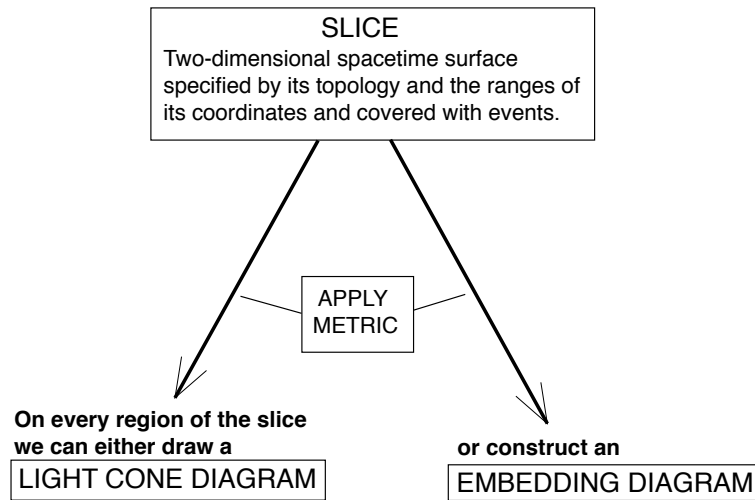 SLICE
Two-dimensional spacetime surface
specified by its topology and the ranges of
its coordinates and covered with events.
APPLY
METRIC
On every region of the slice
we can either draw a
LIGHT CONE DIAGRAM
or construct an
EMBEDDING DIAGRAM